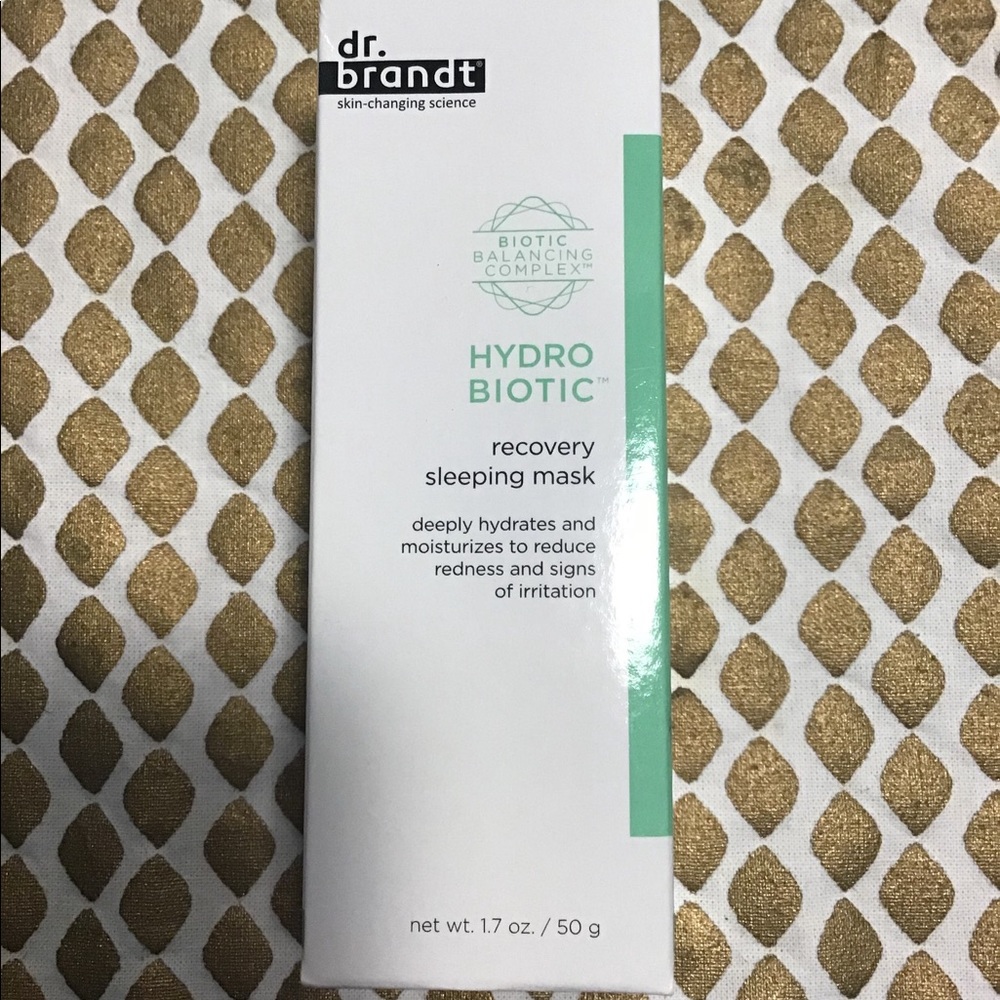 dr.
brandt®
skin-changing science
BIOTIC
BALANCING
COMPLEX™
HYDRO
BIOTIC™
recovery
sleeping mask
deeply hydrates and
moisturizes to reduce
redness and signs
of irritation
net wt. 1.7 oz. / 50 g